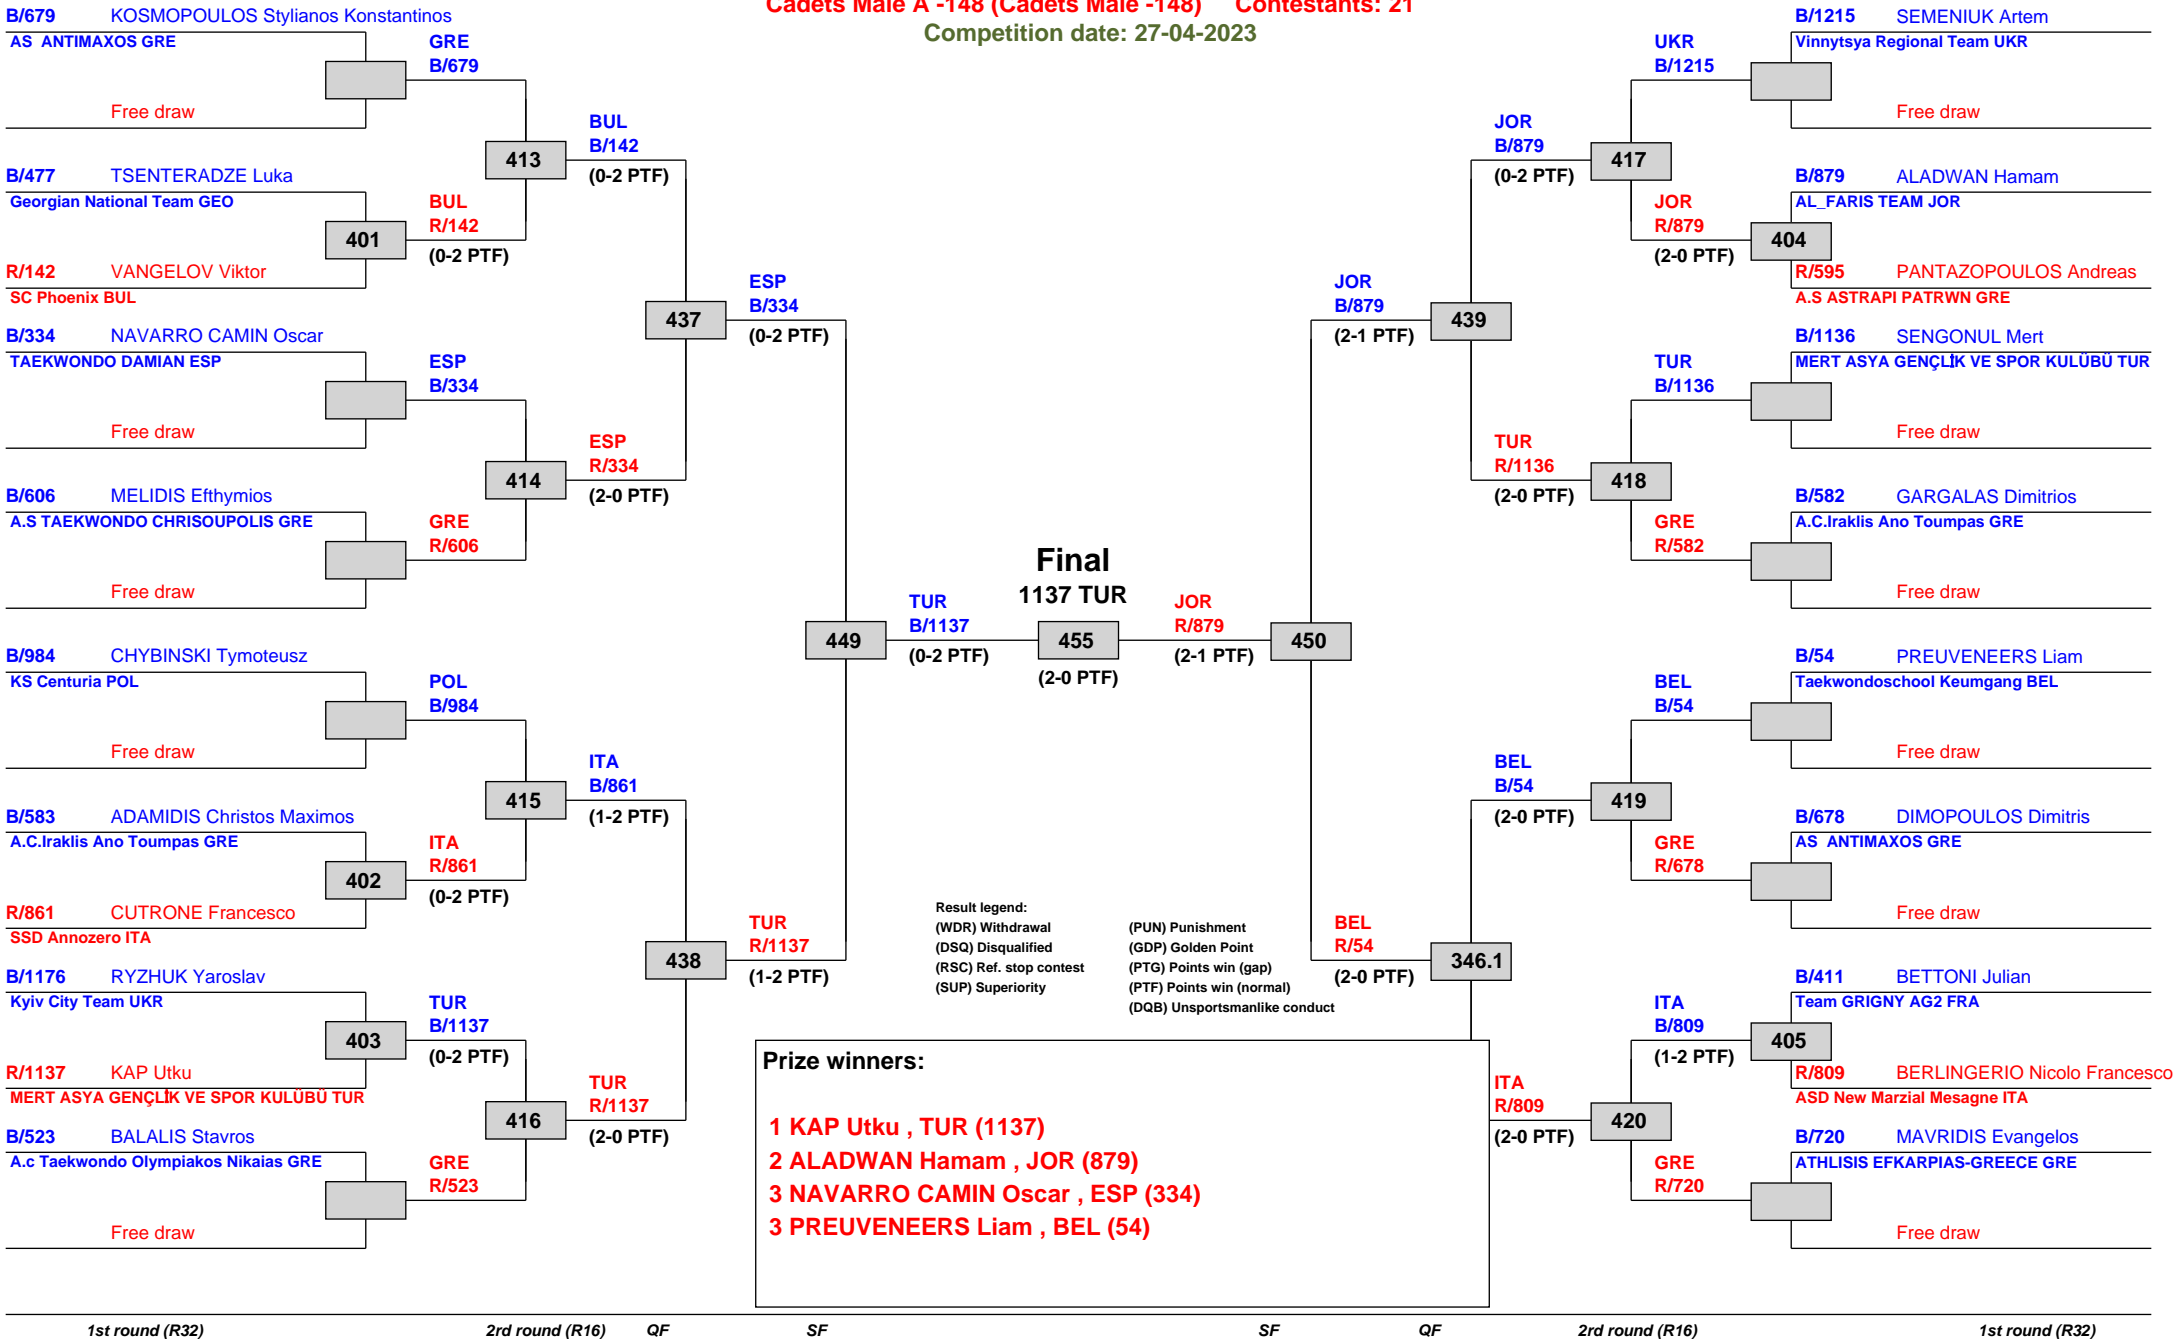 Cadets Male A -148 (Cadets Male -148) Contestants: 21
Competition date: 27-04-2023
B/679 KOSMOPOULOS Stylianos Konstantinos
AS ANTIMAXOS GRE
Free draw
B/477 TSENTERADZE Luka
Georgian National Team GEO
401
R/142 VANGELOV Viktor
SC Phoenix BUL
B/334 NAVARRO CAMIN Oscar
TAEKWONDO DAMIAN ESP
Free draw
B/606 MELIDIS Efthymios
A.S TAEKWONDO CHRISOUPOLIS GRE
Free draw
B/984 CHYBINSKI Tymoteusz
KS Centuria POL
Free draw
B/583 ADAMIDIS Christos Maximos
A.C.Iraklis Ano Toumpas GRE
402
R/861 CUTRONE Francesco
SSD Annozero ITA
B/1176 RYZHUK Yaroslav
Kyiv City Team UKR
403
R/1137 KAP Utku
MERT ASYA GENÇLİK VE SPOR KULÜBÜ TUR
B/523 BALALIS Stavros
A.c Taekwondo Olympiakos Nikaias GRE
Free draw
GRE
B/679
413
BUL
R/142
(0-2 PTF)
ESP
B/334
414
GRE
R/606
POL
B/984
415
ITA
R/861
(0-2 PTF)
TUR
B/1137
(0-2 PTF)
416
GRE
R/523
BUL
B/142
(0-2 PTF)
437
ESP
R/334
(2-0 PTF)
ITA
B/861
(1-2 PTF)
438
TUR
R/1137
(2-0 PTF)
ESP
B/334
(0-2 PTF)
449
TUR
R/1137
(1-2 PTF)
TUR
B/1137
(0-2 PTF)
Final
1137 TUR
455
(2-0 PTF)
JOR
R/879
(2-1 PTF)
450
JOR
B/879
(2-1 PTF)
439
BEL
R/54
(2-0 PTF)
346.1
JOR
B/879
(0-2 PTF)
417
TUR
R/1136
(2-0 PTF)
418
BEL
B/54
(2-0 PTF)
419
ITA
R/809
(2-0 PTF)
420
UKR
B/1215
JOR
R/879
(2-0 PTF)
TUR
B/1136
GRE
R/582
BEL
B/54
GRE
R/678
ITA
B/809
(1-2 PTF)
GRE
R/720
B/1215 SEMENIUK Artem
Vinnytsya Regional Team UKR
Free draw
B/879 ALADWAN Hamam
AL_FARIS TEAM JOR
404
R/595 PANTAZOPOULOS Andreas
A.S ASTRAPI PATRWN GRE
B/1136 SENGONUL Mert
MERT ASYA GENÇLİK VE SPOR KULÜBÜ TUR
Free draw
B/582 GARGALAS Dimitrios
A.C.Iraklis Ano Toumpas GRE
Free draw
B/54 PREUVENEERS Liam
Taekwondoschool Keumgang BEL
Free draw
B/678 DIMOPOULOS Dimitris
AS ANTIMAXOS GRE
Free draw
B/411 BETTONI Julian
Team GRIGNY AG2 FRA
405
R/809 BERLINGERIO Nicolo Francesco
ASD New Marzial Mesagne ITA
B/720 MAVRIDIS Evangelos
ATHLISIS EFKARPIAS-GREECE GRE
Free draw
Result legend:
(WDR) Withdrawal (PUN) Punishment
(DSQ) Disqualified (GDP) Golden Point
(RSC) Ref. stop contest (PTG) Points win (gap)
(SUP) Superiority (PTF) Points win (normal)
(DQB) Unsportsmanlike conduct
Prize winners:
1 KAP Utku , TUR (1137)
2 ALADWAN Hamam , JOR (879)
3 NAVARRO CAMIN Oscar , ESP (334)
3 PREUVENEERS Liam , BEL (54)
1st round (R32) 2rd round (R16) QF SF SF QF 2rd round (R16) 1st round (R32)